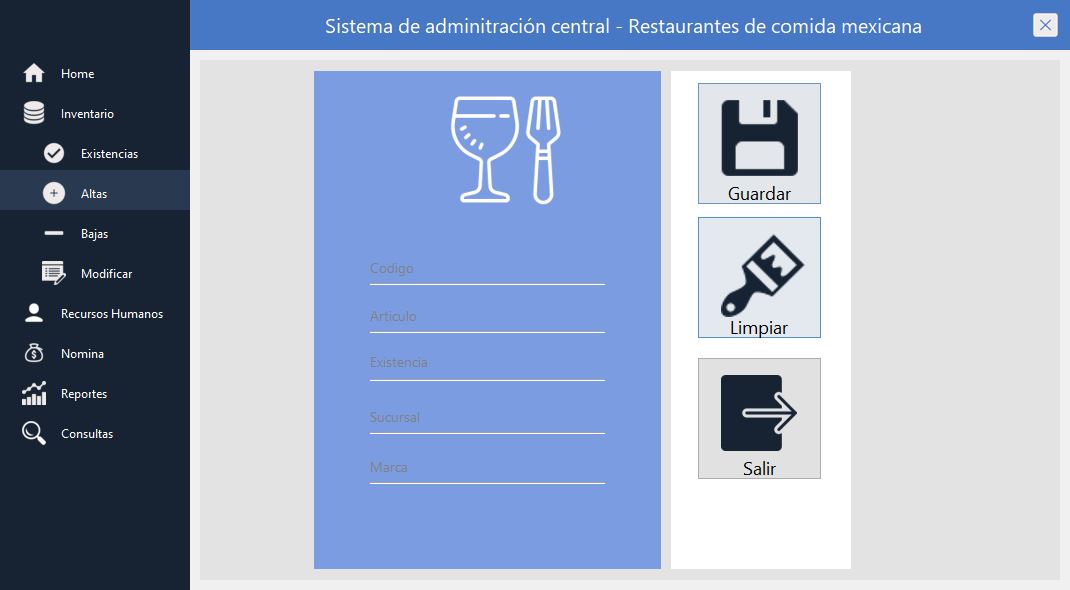 Sistema de adminitración central - Restaurantes de comida mexicana
Home
Inventario
Existencias
Altas
Bajas
Modificar
Recursos Humanos
Nomina
Reportes
Consultas
Codigo
Articulo
Existencia
Sucursal
Marca
Guardar
Limpiar
Salir